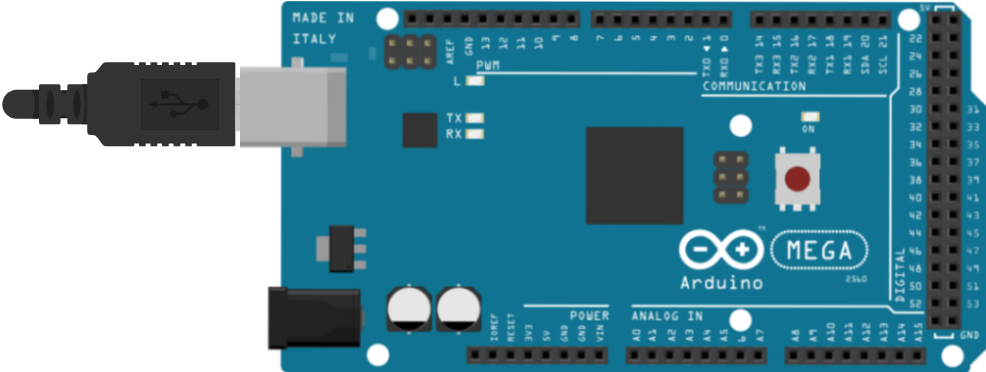 MADE IN
ITALY
AREF
GND
13
12
11
10
9
8
7
6
5
4
3
2
TX0 ◀ 1
RX0 ▶ 0
TX3 14
RX3 15
TX2 16
RX2 17
TX1 18
RX1 19
SDA 20
SCL 21
PWM
COMMUNICATION
L
TX
RX
ON
5V
22
24
26
28
30 31
32 33
34 35
36 37
38 39
40 41
42 43
44 45
46 47
48 49
50 51
52 53
GND
DIGITAL
™
MEGA
2560
Arduino
POWER
ANALOG IN
IOREF
RESET
3V3
5V
GND
GND
VIN
A0
A1
A2
A3
A4
A5
6
A7
A8
A9
A10
A11
A12
A13
A14
A15